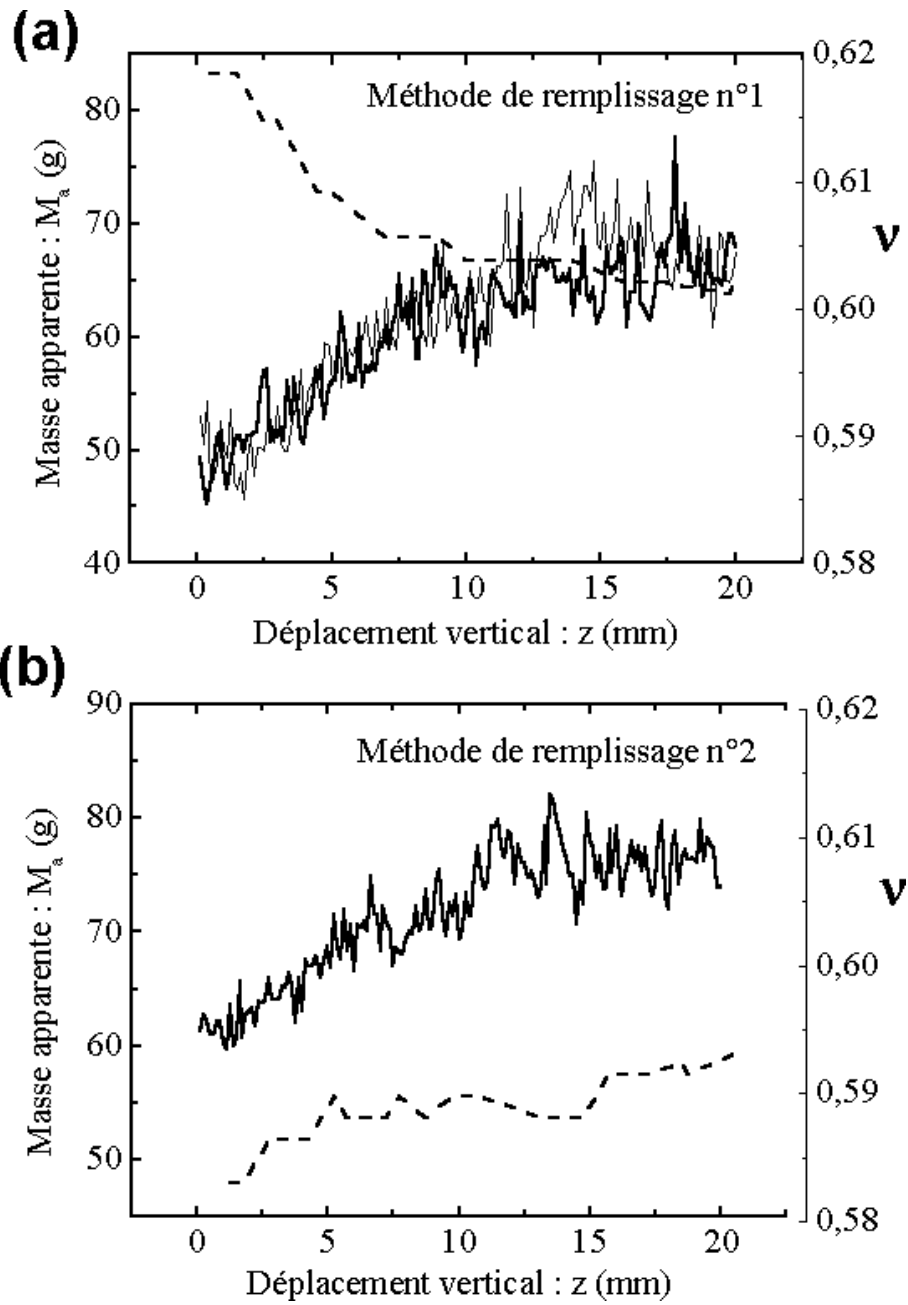 (a)
Méthode de remplissage n°1
Masse apparente : Mₐ (g)
80
70
60
50
40
0,62
0,61
0,60
0,59
0,58
ν
0 5 10 15 20
Déplacement vertical : z (mm)
(b)
Méthode de remplissage n°2
Masse apparente : Mₐ (g)
90
80
70
60
50
0,62
0,61
0,60
0,59
0,58
ν
0 5 10 15 20
Déplacement vertical : z (mm)